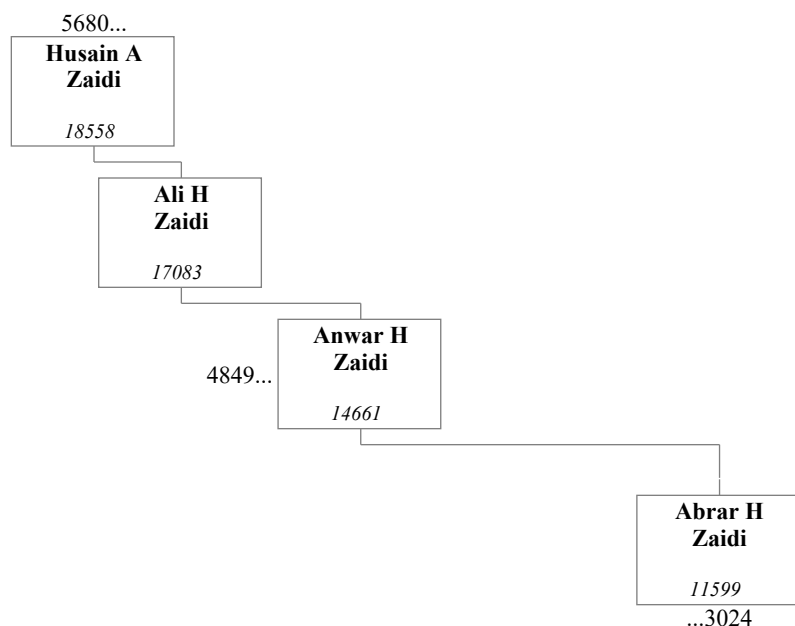 5680...
Husain A
Zaidi
18558
Ali H
Zaidi
17083
Anwar H
Zaidi
4849...
14661
Abrar H
Zaidi
11599
...3024